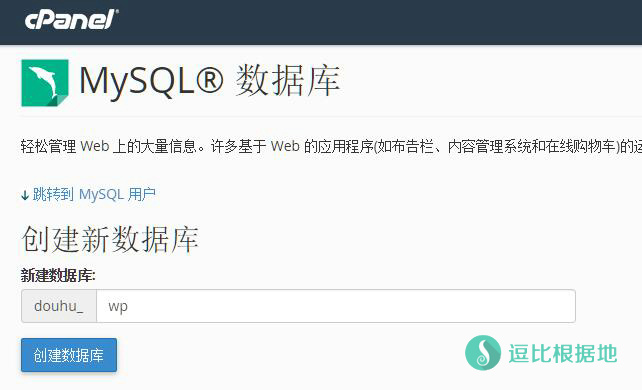 cPanel®
MySQL® 数据库
轻松管理 Web 上的大量信息。许多基于 Web 的应用程序(如布告栏、内容管理系统和在线购物车)的运
跳转到 MySQL 用户
创建新数据库
新建数据库:
douhu_ wp
创建数据库
逗比根据地